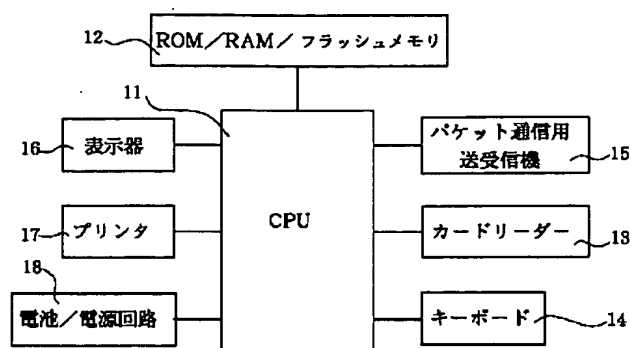 12
ROM/RAM/フラッシュメモリ
11
16
表示器
パケット通信用
送受信機
15
17
プリンタ
CPU
カードリーダー
13
18
電池/電源回路
キーボード
14